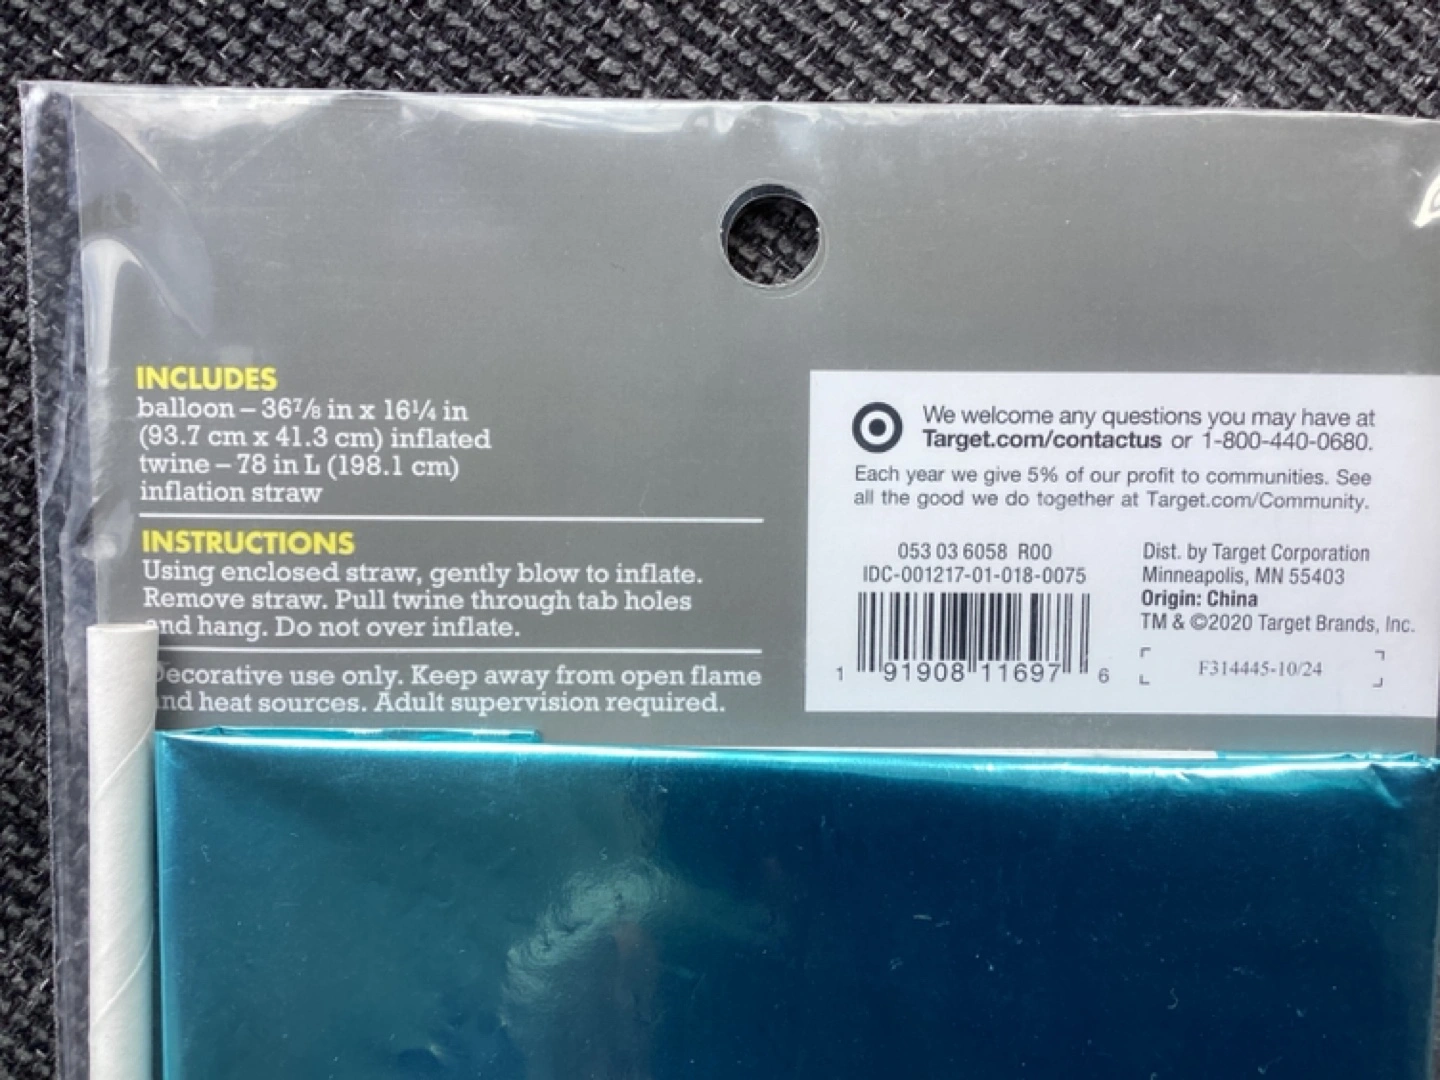 INCLUDES
balloon – 36⅞ in x 16¼ in
(93.7 cm x 41.3 cm) inflated
twine – 78 in L (198.1 cm)
inflation straw
INSTRUCTIONS
Using enclosed straw, gently blow to inflate.
Remove straw. Pull twine through tab holes
and hang. Do not over inflate.
Decorative use only. Keep away from open flame
and heat sources. Adult supervision required.
We welcome any questions you may have at
Target.com/contactus or 1-800-440-0680.
Each year we give 5% of our profit to communities. See
all the good we do together at Target.com/Community.
053 03 6058 R00
IDC-001217-01-018-0075
1 91908 11697 6
Dist. by Target Corporation
Minneapolis, MN 55403
Origin: China
TM & ©2020 Target Brands, Inc.
F314445-10/24